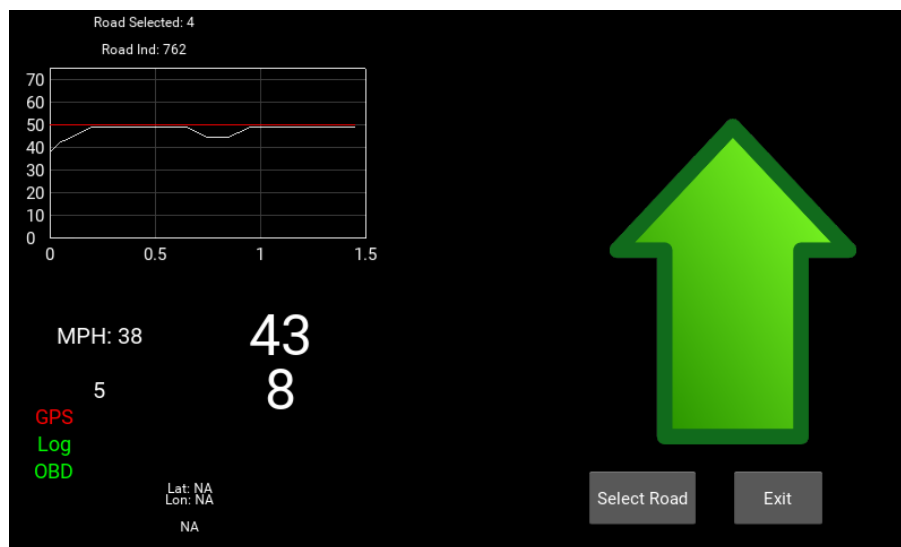 Road Selected: 4
Road Ind: 762
70
60
50
40
30
20
10
0
0 0.5 1 1.5
MPH: 38 43
5 8
GPS
Log
OBD
Lat: NA
Lon: NA
NA
Select Road Exit